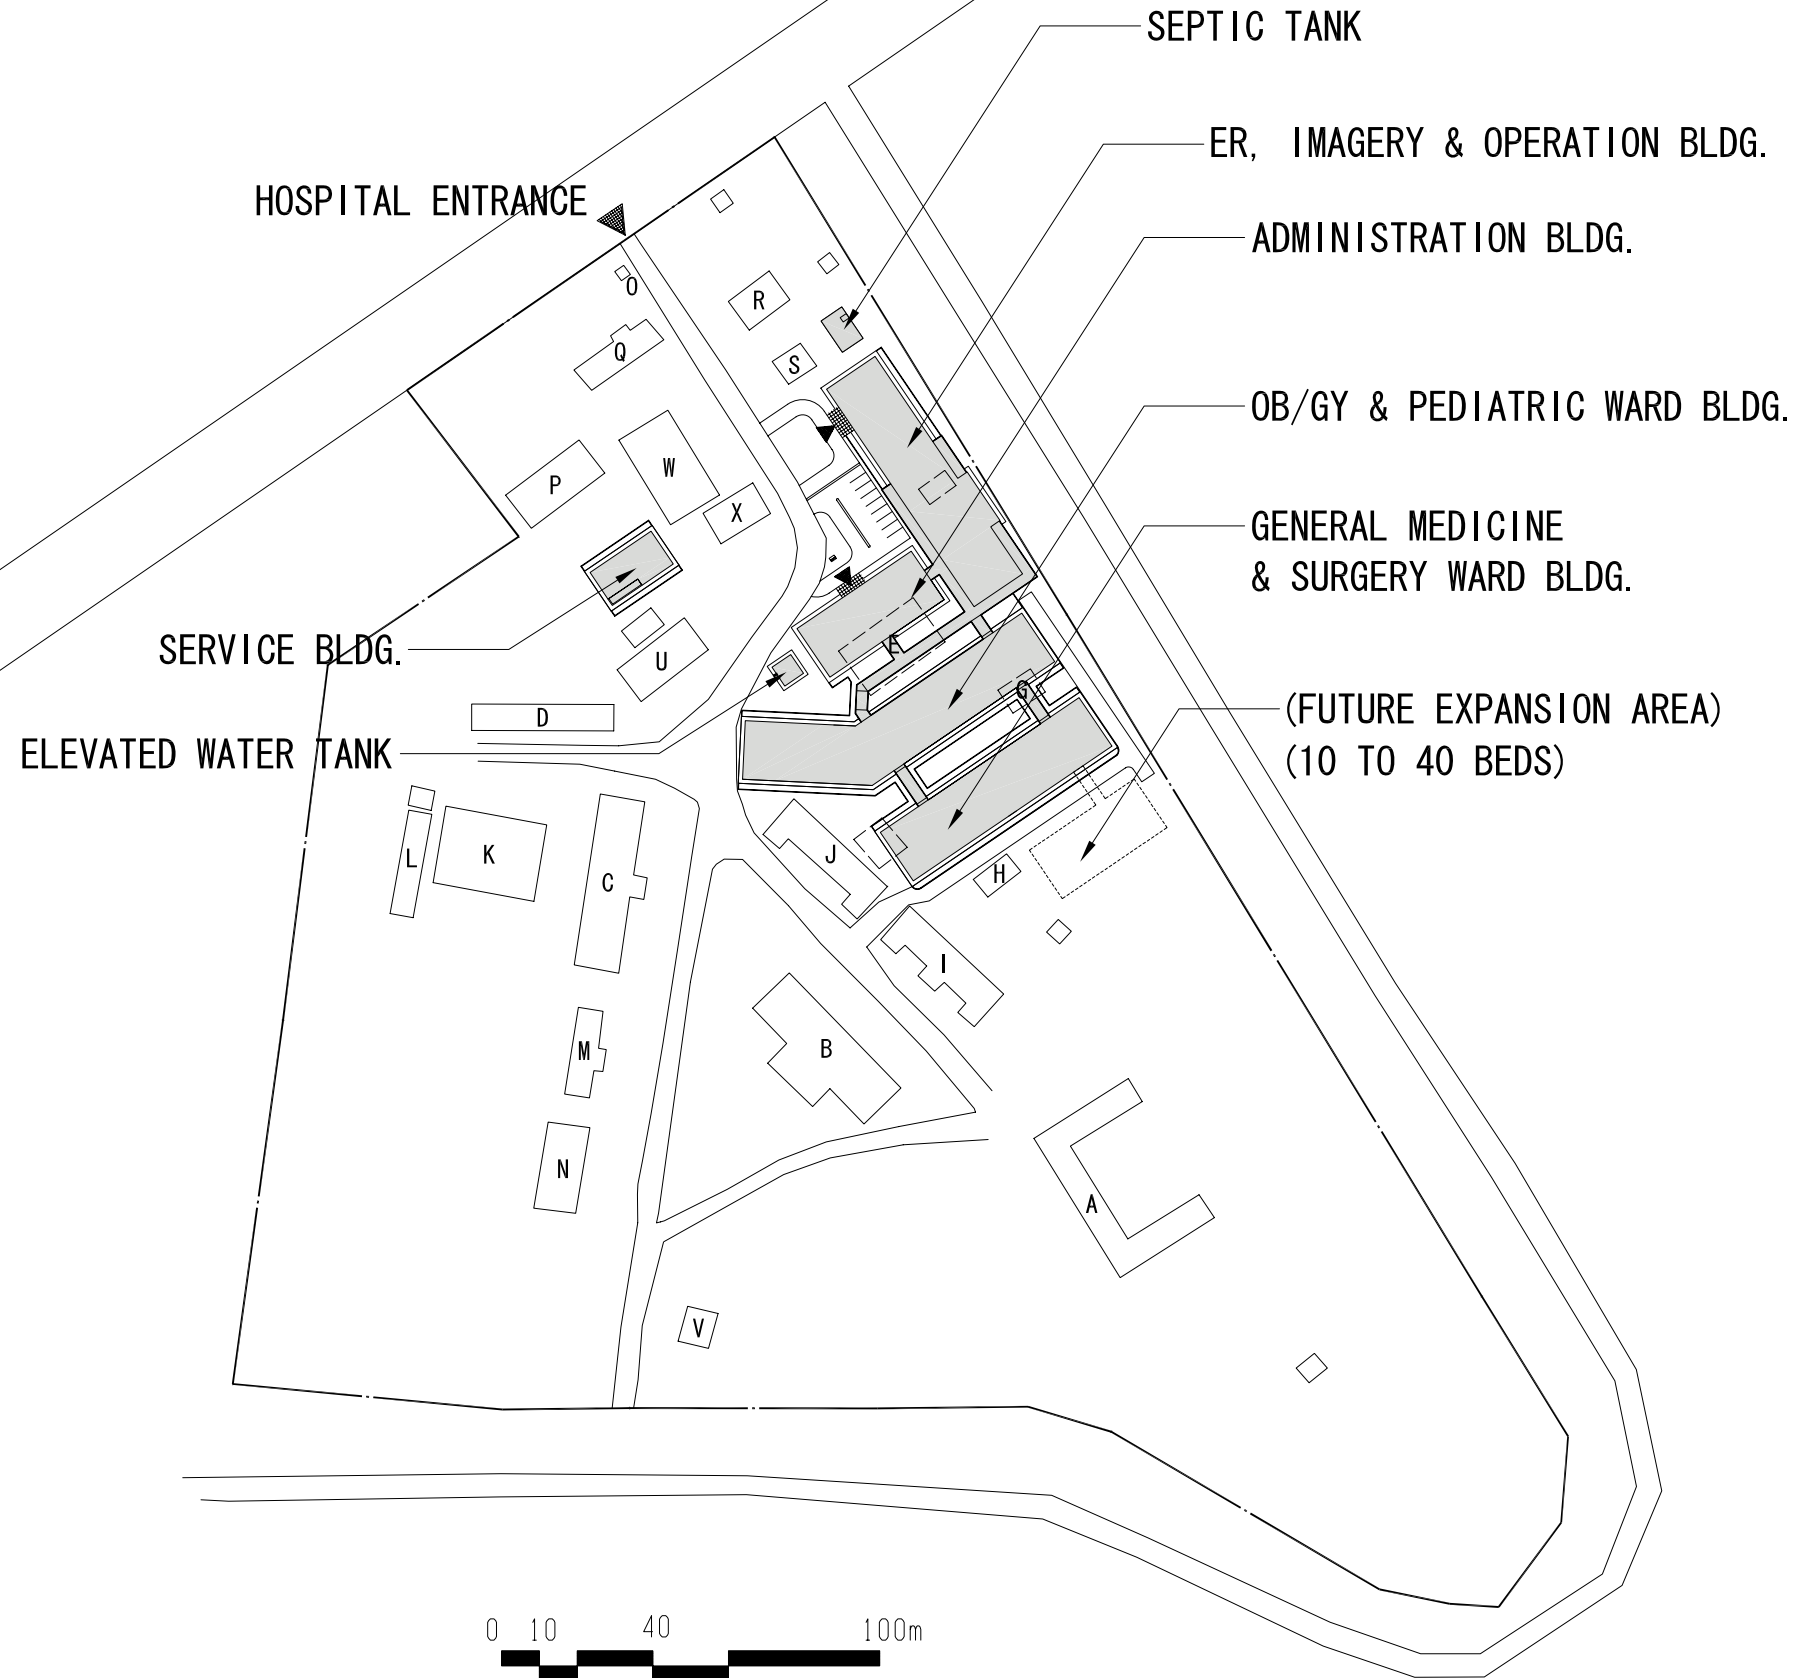 SEPTIC TANK
ER, IMAGERY & OPERATION BLDG.
HOSPITAL ENTRANCE
ADMINISTRATION BLDG.
O
R
Q
S
OB/GY & PEDIATRIC WARD BLDG.
W
P
X
GENERAL MEDICINE
& SURGERY WARD BLDG.
SERVICE BLDG.
E
U
G
D
(FUTURE EXPANSION AREA)
(10 TO 40 BEDS)
ELEVATED WATER TANK
L
K
C
J
H
I
M
B
N
A
V
0 10 40 100m